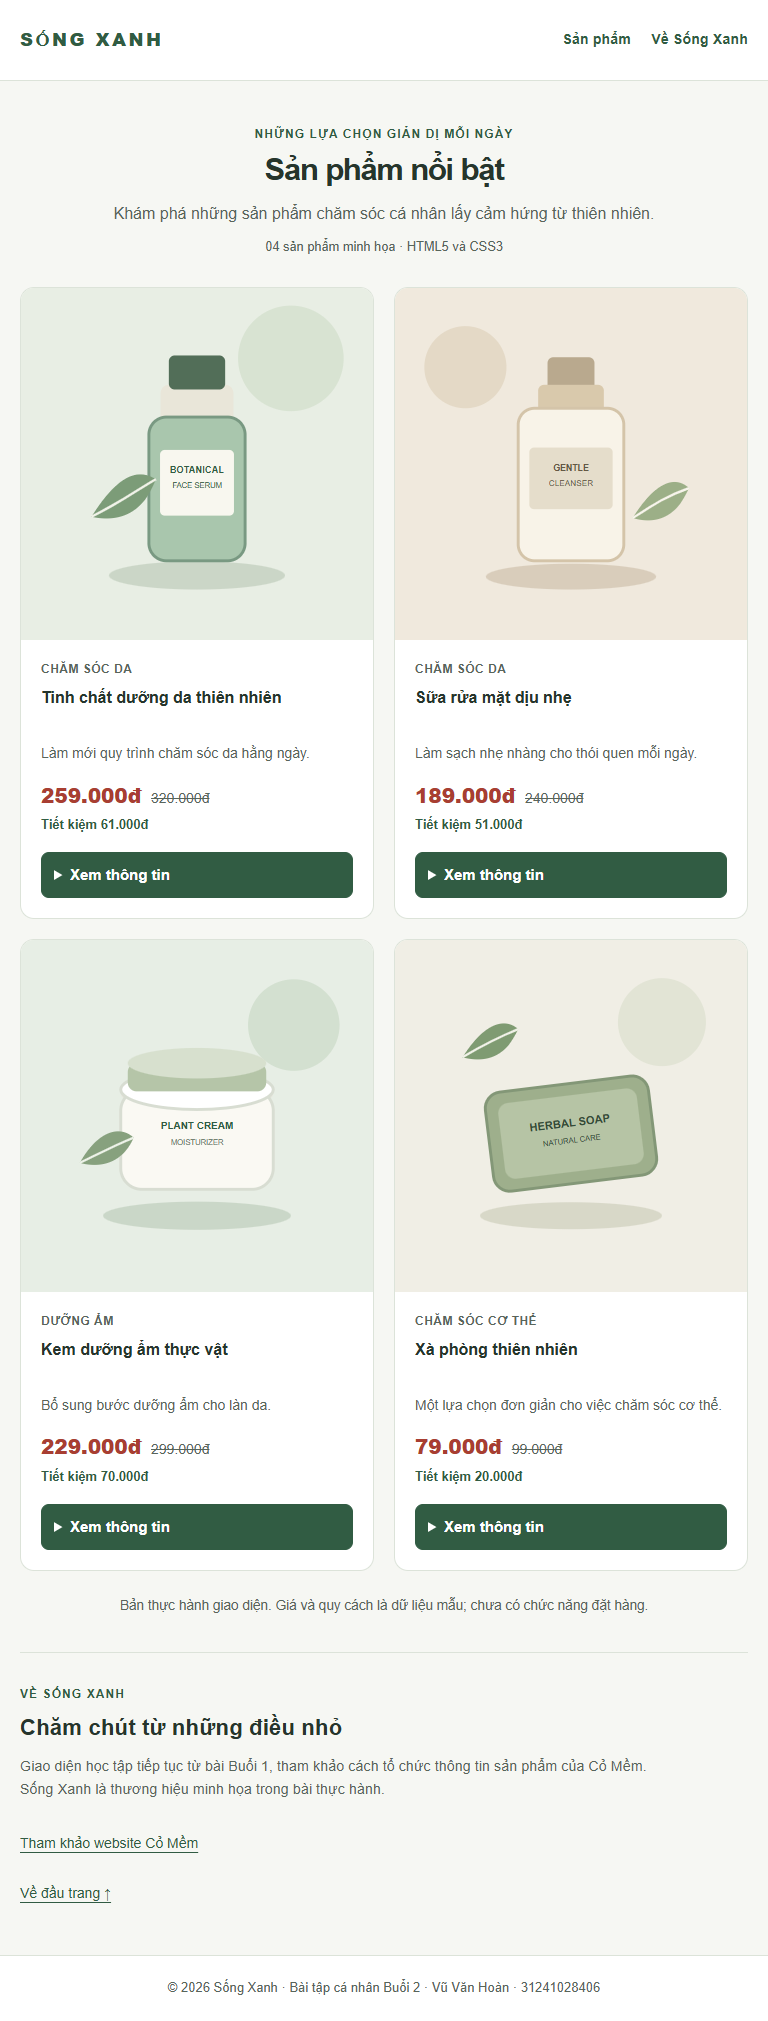 SỐNG XANH
Sản phẩm Về Sống Xanh
NHỮNG LỰA CHỌN GIẢN DỊ MỖI NGÀY
Sản phẩm nổi bật
Khám phá những sản phẩm chăm sóc cá nhân lấy cảm hứng từ thiên nhiên.
04 sản phẩm minh họa · HTML5 và CSS3
BOTANICAL
FACE SERUM
CHĂM SÓC DA
Tinh chất dưỡng da thiên nhiên
Làm mới quy trình chăm sóc da hằng ngày.
259.000đ 320.000đ
Tiết kiệm 61.000đ
▶ Xem thông tin
GENTLE
CLEANSER
CHĂM SÓC DA
Sữa rửa mặt dịu nhẹ
Làm sạch nhẹ nhàng cho thói quen mỗi ngày.
189.000đ 240.000đ
Tiết kiệm 51.000đ
▶ Xem thông tin
PLANT CREAM
MOISTURIZER
DƯỠNG ẨM
Kem dưỡng ẩm thực vật
Bổ sung bước dưỡng ẩm cho làn da.
229.000đ 299.000đ
Tiết kiệm 70.000đ
▶ Xem thông tin
HERBAL SOAP
NATURAL CARE
CHĂM SÓC CƠ THỂ
Xà phòng thiên nhiên
Một lựa chọn đơn giản cho việc chăm sóc cơ thể.
79.000đ 99.000đ
Tiết kiệm 20.000đ
▶ Xem thông tin
Bản thực hành giao diện. Giá và quy cách là dữ liệu mẫu; chưa có chức năng đặt hàng.
VỀ SỐNG XANH
Chăm chút từ những điều nhỏ
Giao diện học tập tiếp tục từ bài Buổi 1, tham khảo cách tổ chức thông tin sản phẩm của Cỏ Mềm.
Sống Xanh là thương hiệu minh họa trong bài thực hành.
Tham khảo website Cỏ Mềm
Về đầu trang ↑
© 2026 Sống Xanh · Bài tập cá nhân Buổi 2 · Vũ Văn Hoàn · 31241028406